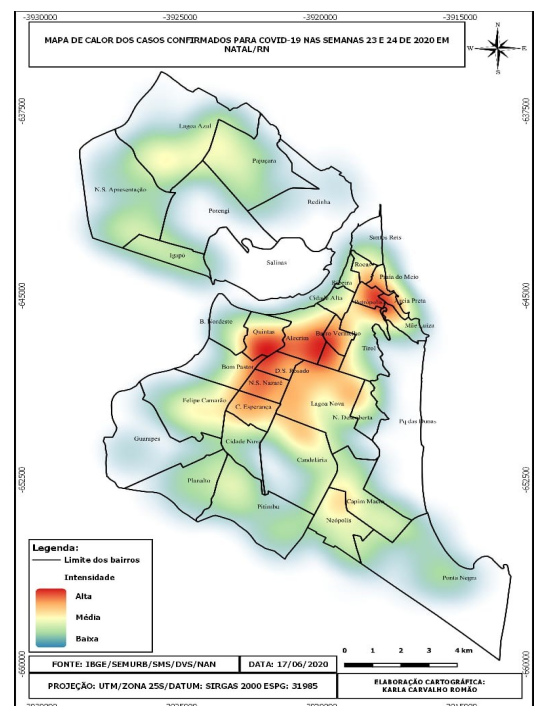 -3930000 -3925000 -3920000 -3915000
MAPA DE CALOR DOS CASOS CONFIRMADOS PARA COVID-19 NAS SEMANAS 23 E 24 DE 2020 EM
NATAL/RN
N
W E
S
-637500 -637500
Lagoa Azul
Pajuçara
N.S. Apresentação
Redinha
Potengi
Santos Reis
Igapó
Salinas
Rocas
Praia do Meio
Ribeira
-645000 -645000
Cidade Alta
Petrópolis
Areia Preta
B. Nordeste
Mãe Luiza
Quintas
Alecrim
Barro Vermelho
Tirol
Bom Pastor
D.S. Rosado
N.S. Nazaré
Felipe Camarão
C. Esperança
Lagoa Nova
N. Descoberta
Pq das Dunas
Guarapes
Cidade Nova
Candelária
-652500 -652500
Planalto
Pitimbu
Capim Macio
Neópolis
Ponta Negra
Legenda:
Limite dos bairros
Intensidade
Alta
Média
Baixa
0 1 2 3 4 km
-660000 -660000
FONTE: IBGE/SEMURB/SMS/DVS/NAN
DATA: 17/06/2020
PROJEÇÃO: UTM/ZONA 25S/DATUM: SIRGAS 2000 ESPG: 31985
ELABORAÇÃO CARTOGRÁFICA:
KARLA CARVALHO ROMÃO
-3930000 -3925000 -3920000 -3915000